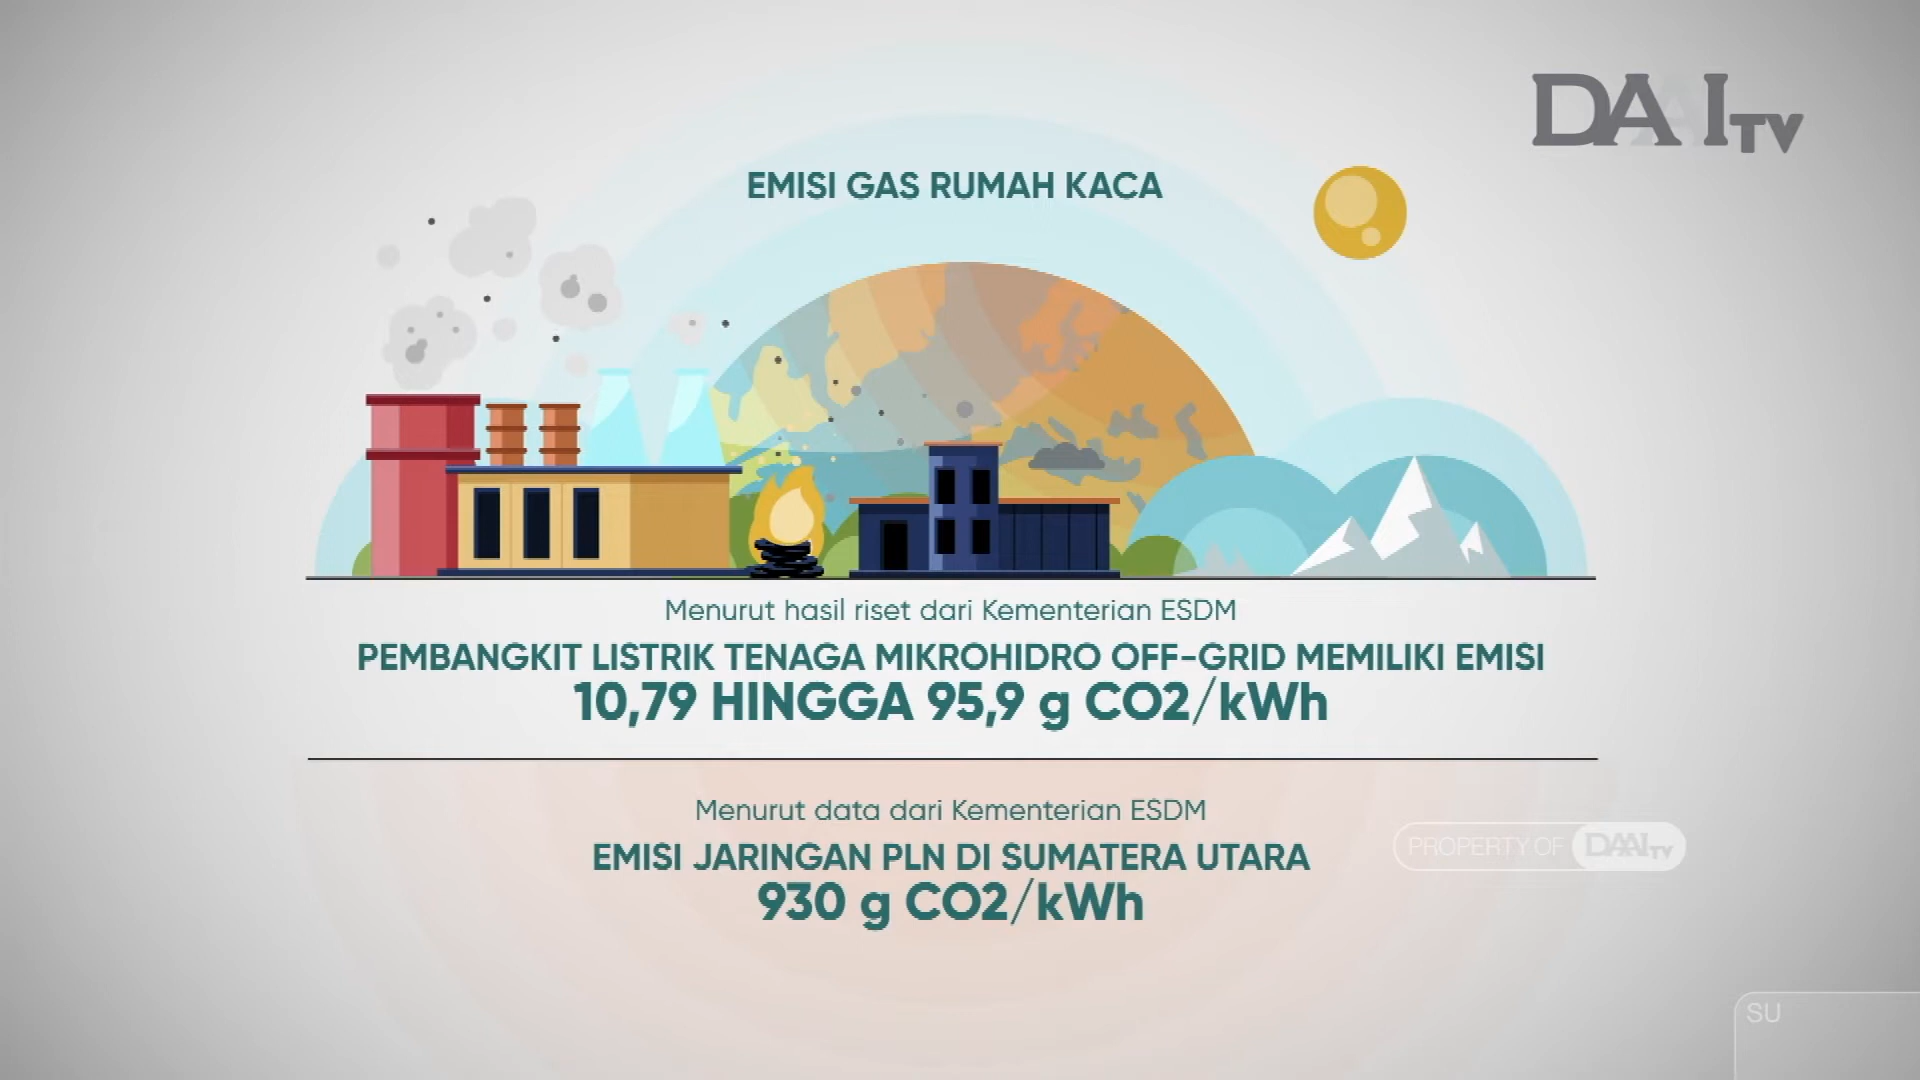 DAAI TV
EMISI GAS RUMAH KACA
Menurut hasil riset dari Kementerian ESDM
PEMBANGKIT LISTRIK TENAGA MIKROHIDRO OFF-GRID MEMILIKI EMISI
10,79 HINGGA 95,9 g CO2/kWh
Menurut data dari Kementerian ESDM
EMISI JARINGAN PLN DI SUMATERA UTARA
930 g CO2/kWh
PROPERTY OF DAAI TV
SU